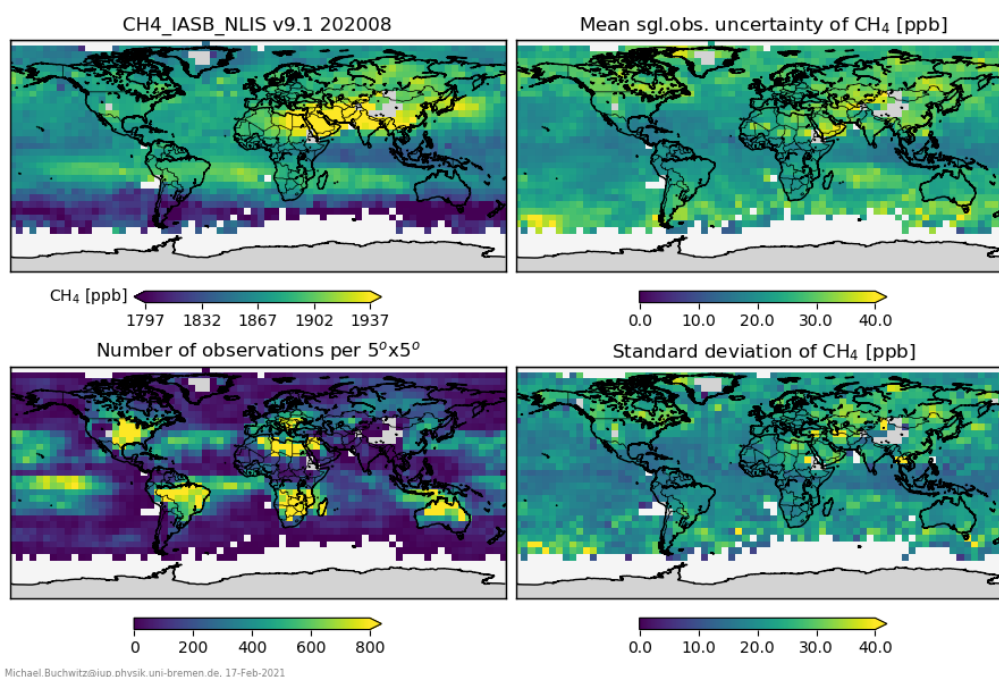 CH4_IASB_NLIS v9.1 202008
Mean sgl.obs. uncertainty of CH₄ [ppb]
CH₄ [ppb]
1797 1832 1867 1902 1937
0.0 10.0 20.0 30.0 40.0
Number of observations per 5°x5°
Standard deviation of CH₄ [ppb]
0 200 400 600 800
0.0 10.0 20.0 30.0 40.0
Michael.Buchwitz@iup.physik.uni-bremen.de, 17-Feb-2021